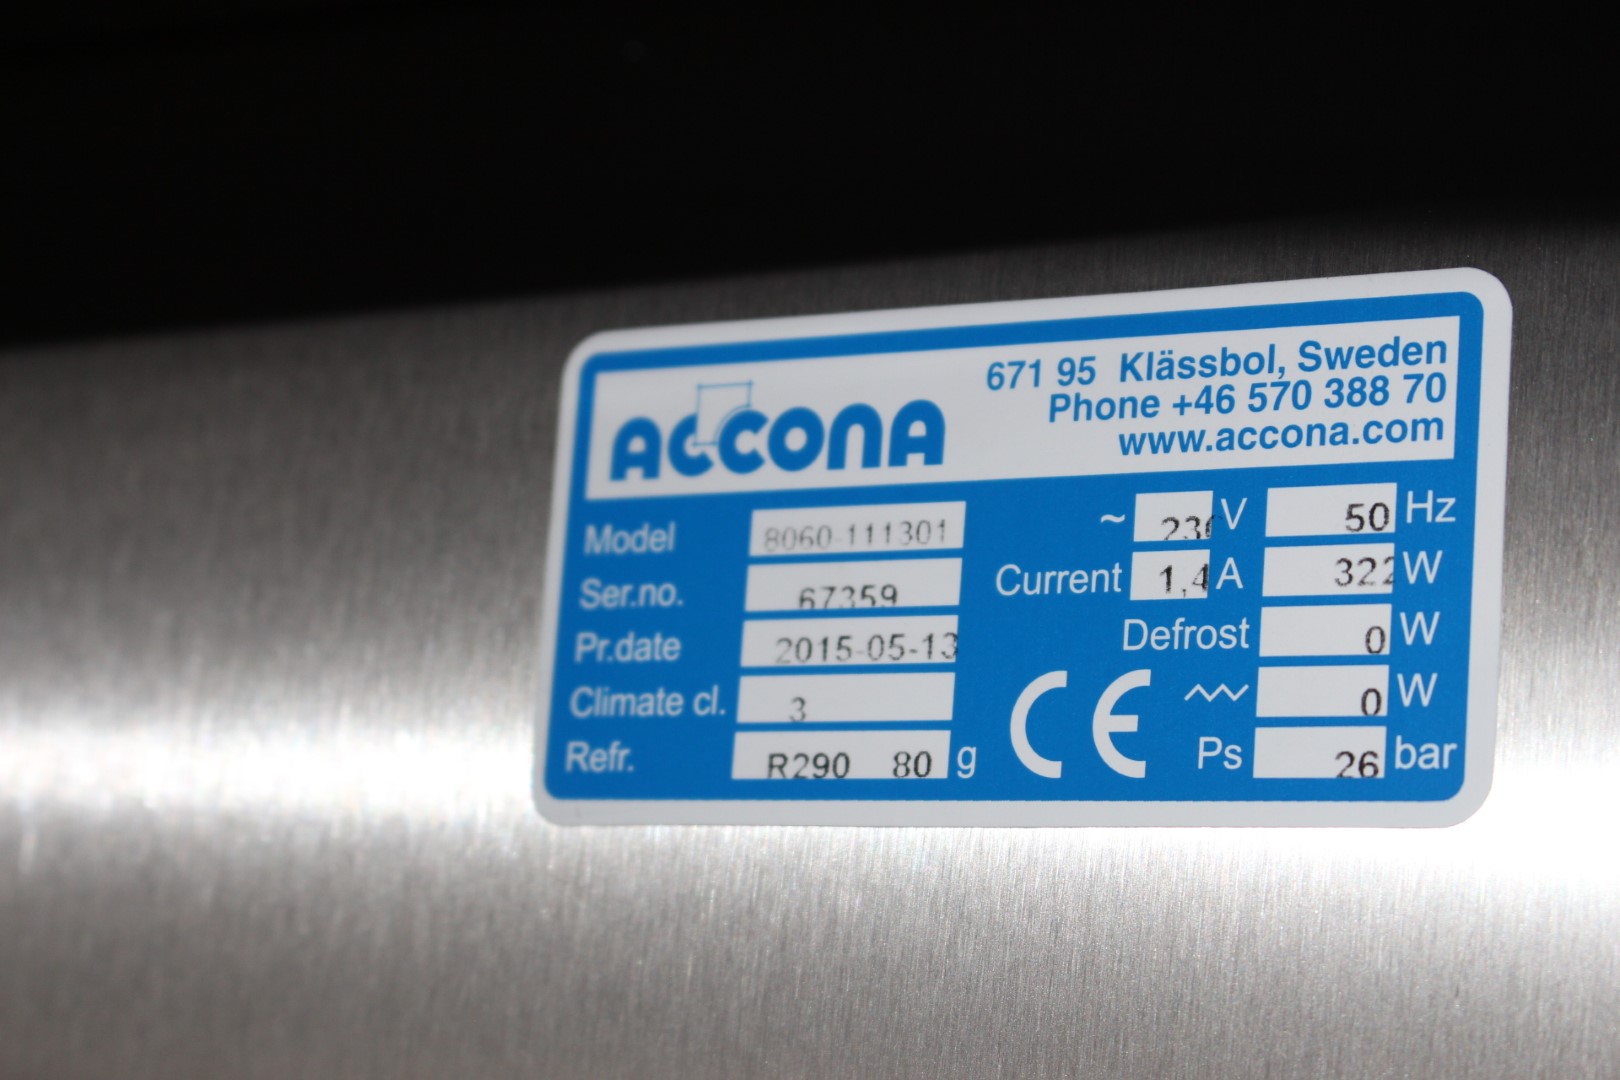 ACCONA
671 95 Klässbol, Sweden
Phone +46 570 388 70
www.accona.com
Model 8060-111301
Ser.no. 67359
Pr.date 2015-05-13
Climate cl. 3
Refr. R290 80 g
~ 230 V 50 Hz
Current 1,4 A 322 W
Defrost 0 W
0 W
CE Ps 26 bar